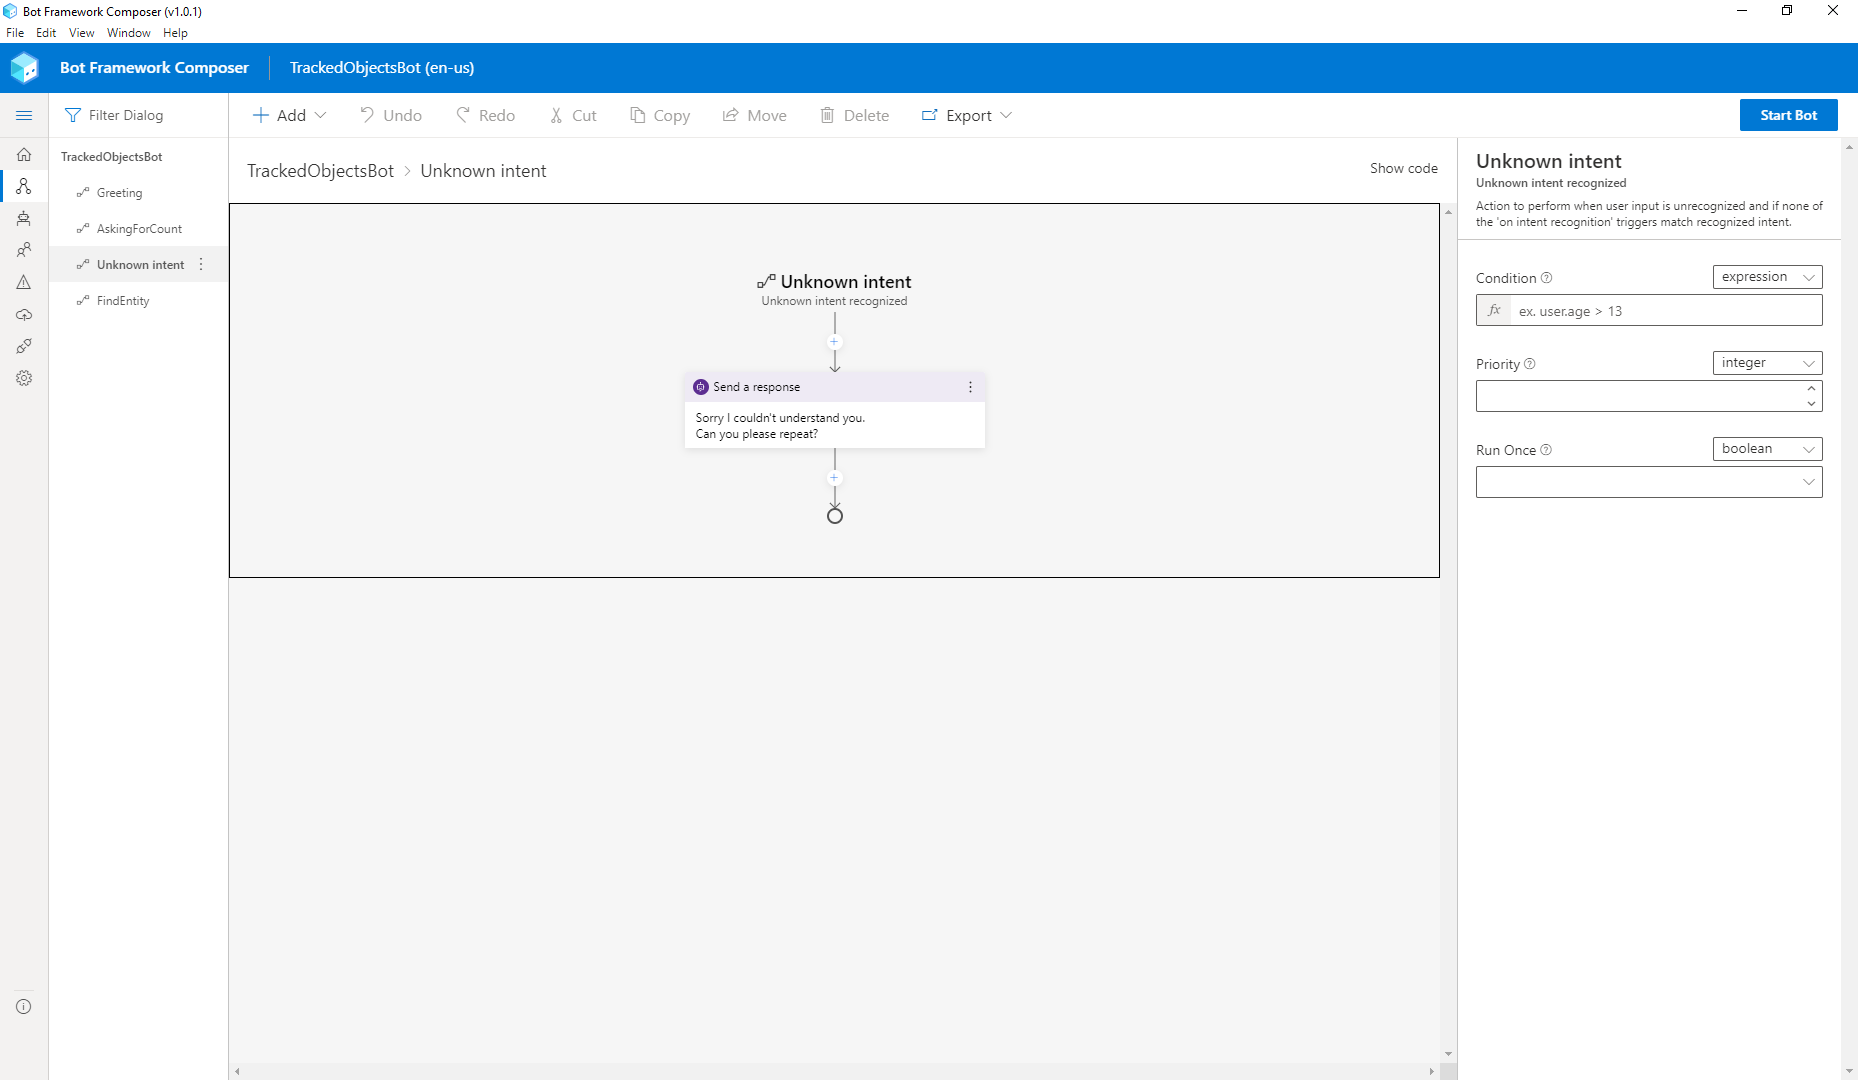 Bot Framework Composer (v1.0.1)
File Edit View Window Help
Bot Framework Composer TrackedObjectsBot (en-us)
Filter Dialog
Add Undo Redo Cut Copy Move Delete Export
Start Bot
TrackedObjectsBot
Greeting
AskingForCount
Unknown intent
FindEntity
TrackedObjectsBot > Unknown intent
Show code
Unknown intent
Unknown intent recognized
Send a response
Sorry I couldn't understand you.
Can you please repeat?
Unknown intent
Unknown intent recognized
Action to perform when user input is unrecognized and if none of
the 'on intent recognition' triggers match recognized intent.
Condition expression
fx ex. user.age > 13
Priority integer
Run Once boolean